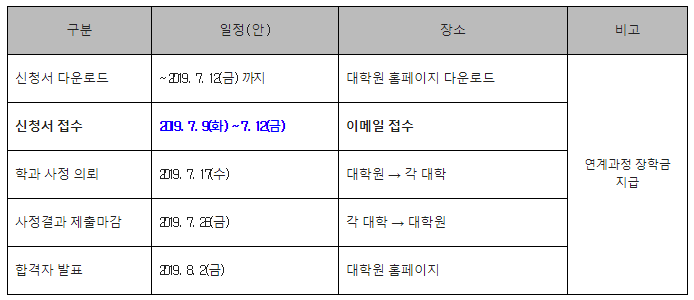 구분 일정(안) 장소 비고
신청서 다운로드 ~2019. 7. 12(금) 까지 대학원 홈페이지 다운로드
신청서 접수 2019. 7. 9(화) ~ 7. 12(금) 이메일 접수
학과 사정 의뢰 2019. 7. 17(수) 대학원 → 각 대학
연계과정 장학금
지급
사정결과 제출마감 2019. 7. 26(금) 각 대학 → 대학원
합격자 발표 2019. 8. 2(금) 대학원 홈페이지